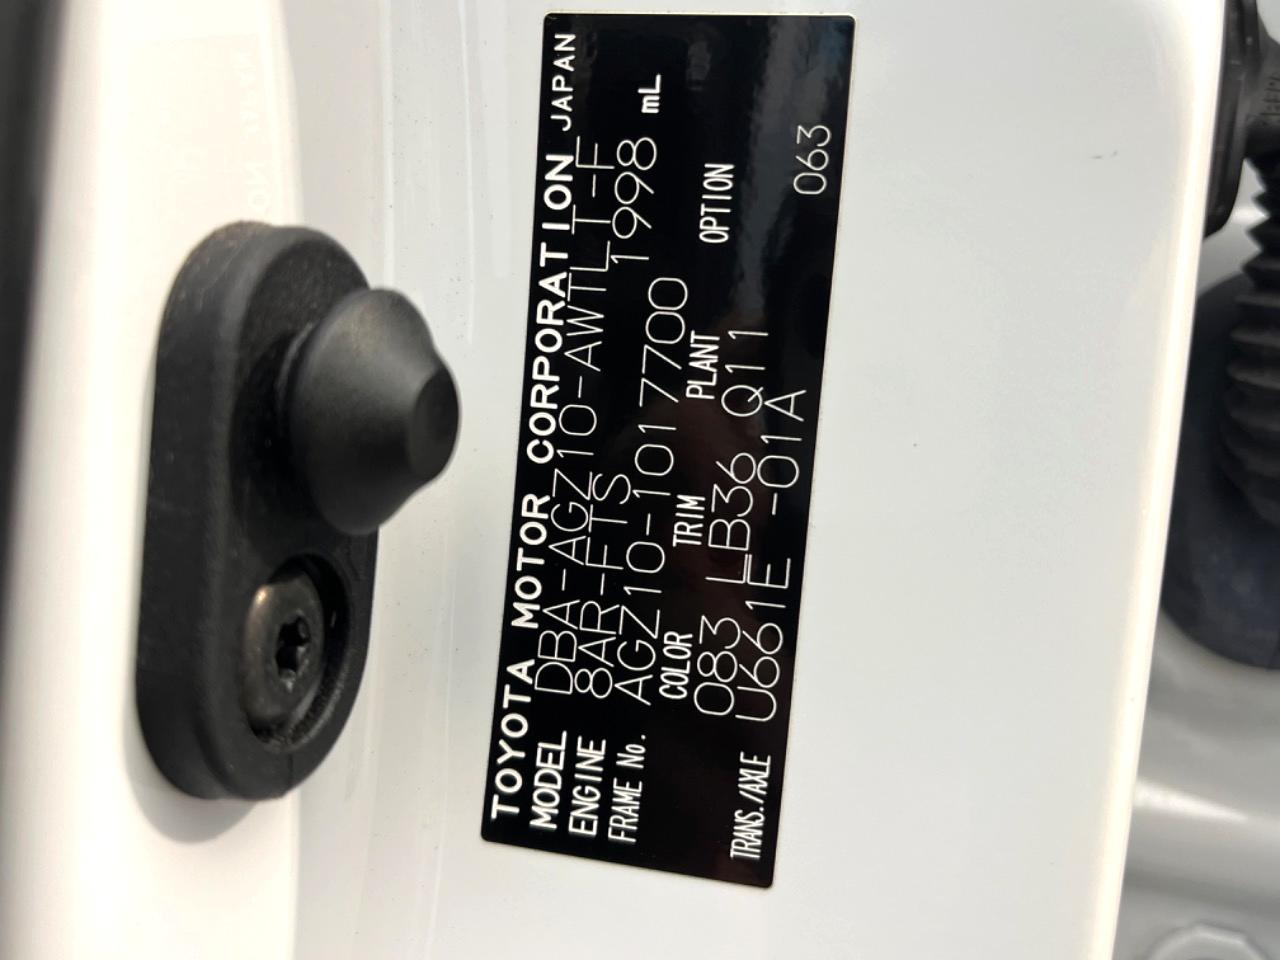 TOYOTA MOTOR CORPORATION JAPAN
MODEL DBA-AGZ10-AWTLT-F
ENGINE 8AR-FTS 1998 mL
FRAME No. AGZ10-1017700
COLOR TRIM PLANT OPTION
083 LB36 Q11
TRANS./AXLE U661E -01A 063